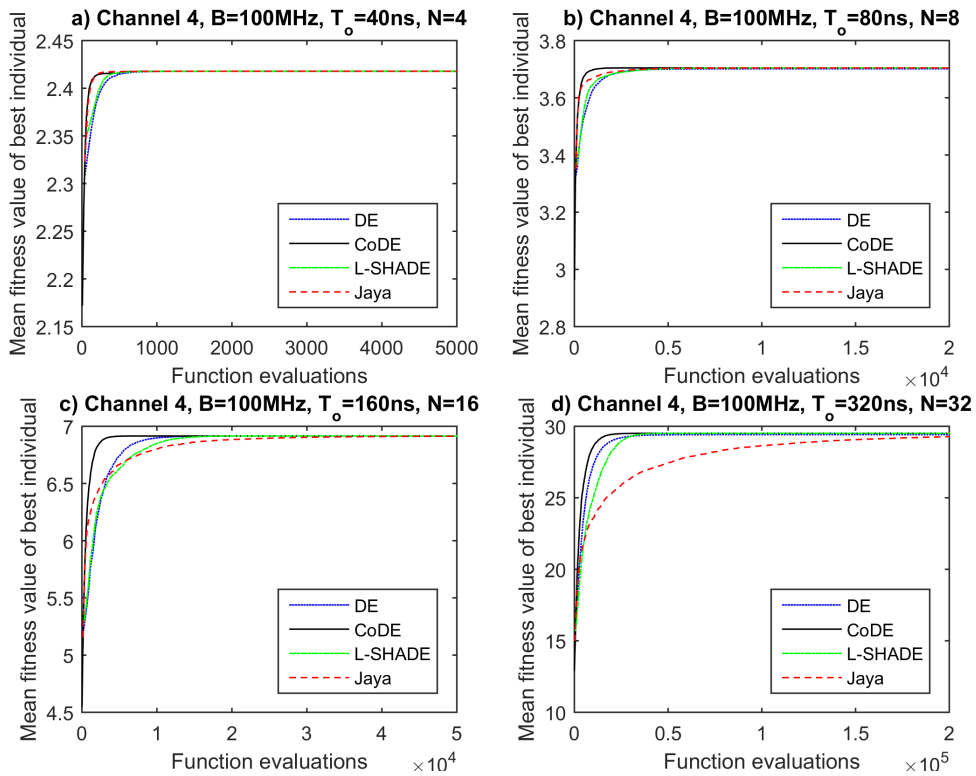 a) Channel 4, B=100MHz, To=40ns, N=4
Mean fitness value of best individual
2.45
2.4
2.35
2.3
2.25
2.2
2.15
DE
CoDE
L-SHADE
Jaya
0 1000 2000 3000 4000 5000
Function evaluations
b) Channel 4, B=100MHz, To=80ns, N=8
Mean fitness value of best individual
3.8
3.6
3.4
3.2
3
2.8
DE
CoDE
L-SHADE
Jaya
0 0.5 1 1.5 2
Function evaluations
×10^4
c) Channel 4, B=100MHz, To=160ns, N=16
Mean fitness value of best individual
7
6.5
6
5.5
5
4.5
DE
CoDE
L-SHADE
Jaya
0 1 2 3 4 5
Function evaluations
×10^4
d) Channel 4, B=100MHz, To=320ns, N=32
Mean fitness value of best individual
30
25
20
15
10
DE
CoDE
L-SHADE
Jaya
0 0.5 1 1.5 2
Function evaluations
×10^5